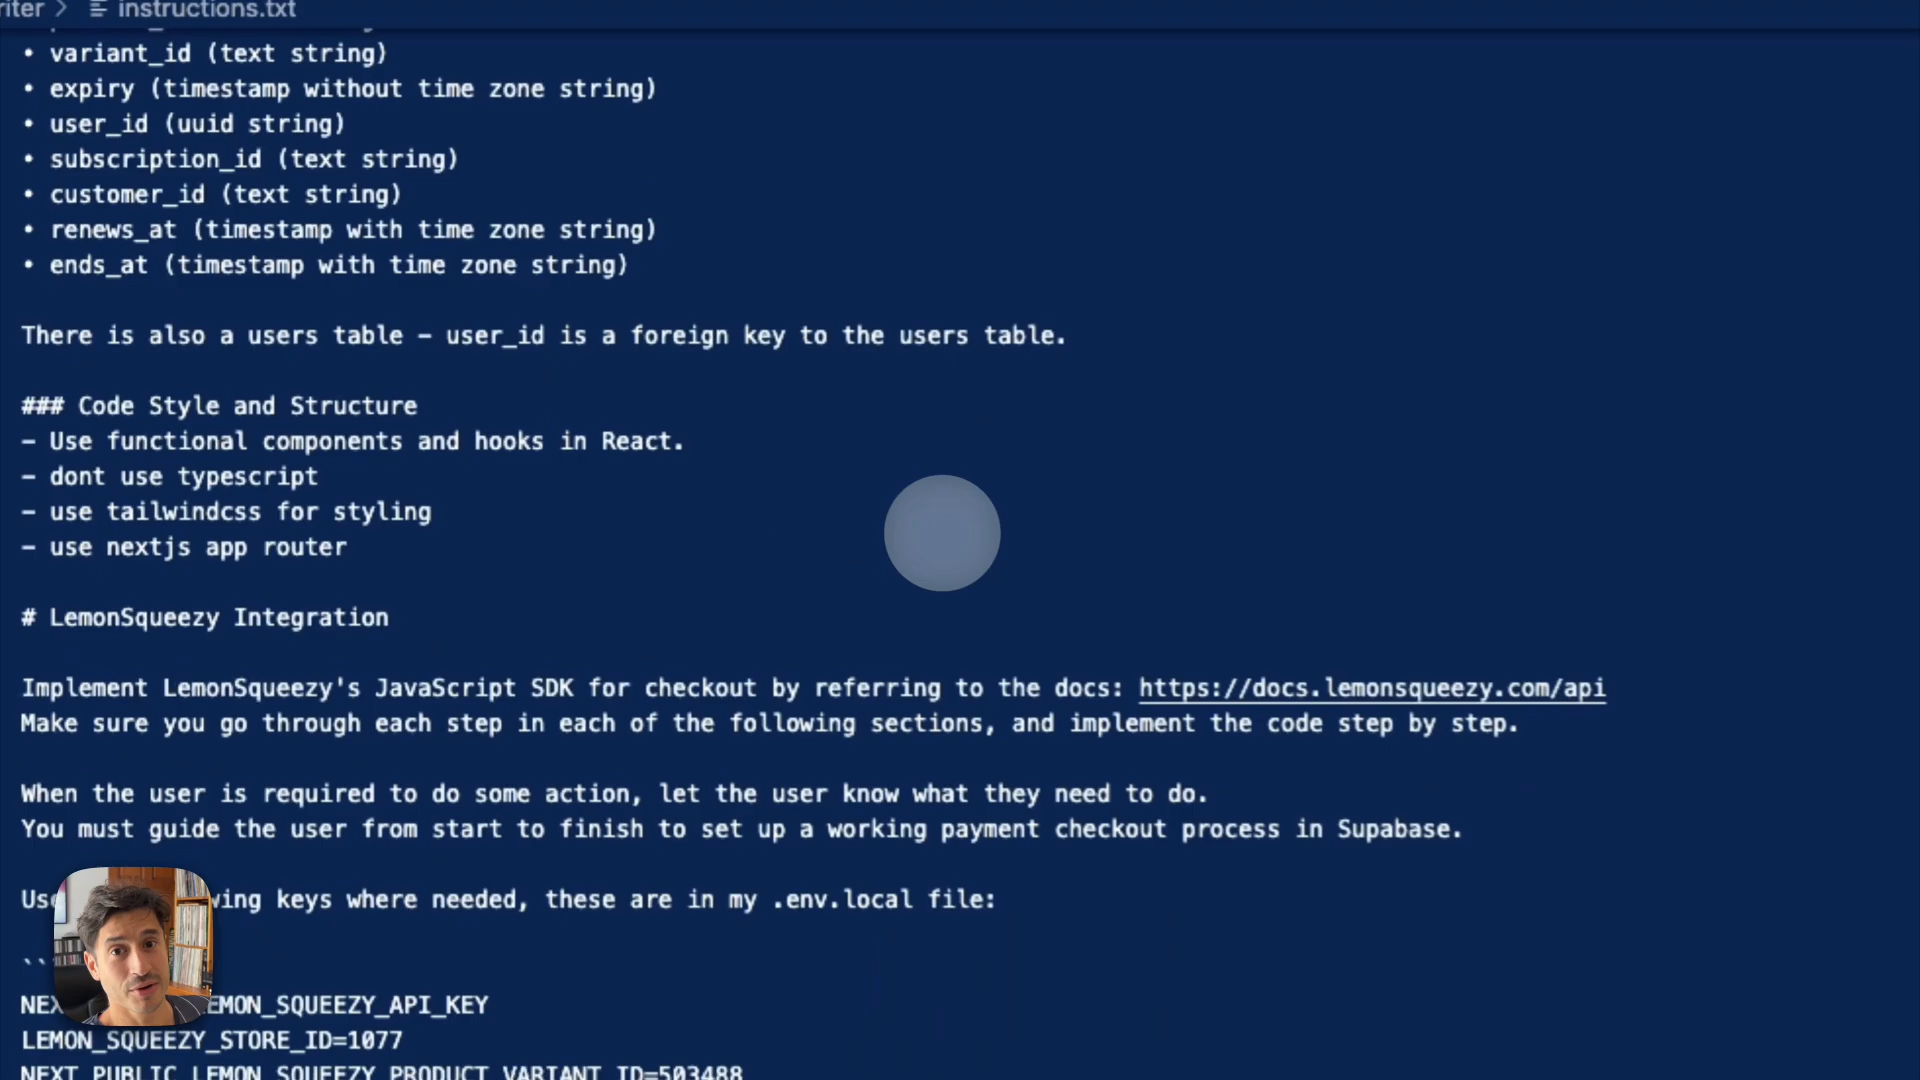 riter > instructions.txt
• variant_id (text string)
• expiry (timestamp without time zone string)
• user_id (uuid string)
• subscription_id (text string)
• customer_id (text string)
• renews_at (timestamp with time zone string)
• ends_at (timestamp with time zone string)
There is also a users table – user_id is a foreign key to the users table.
### Code Style and Structure
– Use functional components and hooks in React.
– dont use typescript
– use tailwindcss for styling
– use nextjs app router
# LemonSqueezy Integration
Implement LemonSqueezy's JavaScript SDK for checkout by referring to the docs: https://docs.lemonsqueezy.com/api
Make sure you go through each step in each of the following sections, and implement the code step by step.
When the user is required to do some action, let the user know what they need to do.
You must guide the user from start to finish to set up a working payment checkout process in Supabase.
keys where needed, these are in my .env.local file:
``
EMON_SQUEEZY_API_KEY
LEMON_SQUEEZY_STORE_ID=1077
NEXT_PUBLIC_LEMON_SQUEEZY_PRODUCT_VARIANT_ID=503488